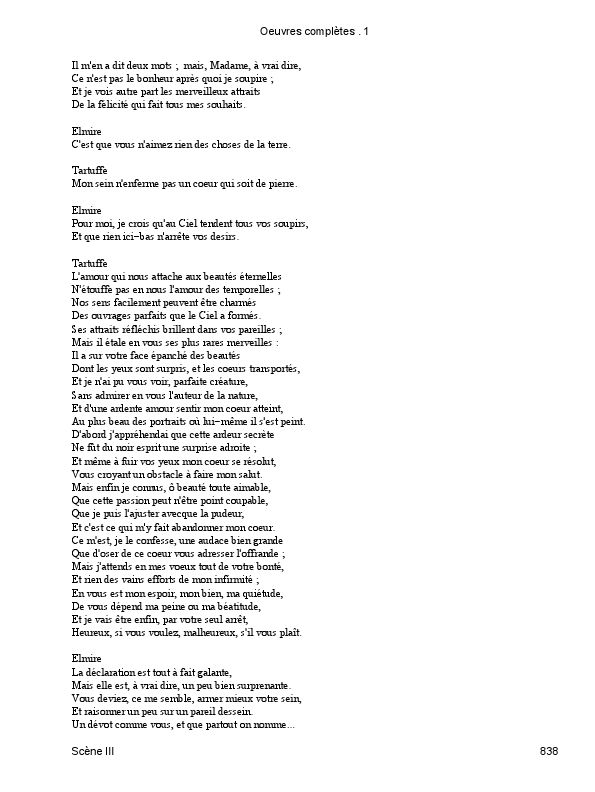 Oeuvres complètes . 1
Il m'en a dit deux mots ; mais, Madame, à vrai dire,
Ce n'est pas le bonheur après quoi je soupire ;
Et je vois autre part les merveilleux attraits
De la félicité qui fait tous mes souhaits.
Elmire
C'est que vous n'aimez rien des choses de la terre.
Tartuffe
Mon sein n'enferme pas un coeur qui soit de pierre.
Elmire
Pour moi, je crois qu'au Ciel tendent tous vos soupirs,
Et que rien ici-bas n'arrête vos desirs.
Tartuffe
L'amour qui nous attache aux beautés éternelles
N'étouffe pas en nous l'amour des temporelles ;
Nos sens facilement peuvent être charmés
Des ouvrages parfaits que le Ciel a formés.
Ses attraits réfléchis brillent dans vos pareilles ;
Mais il étale en vous ses plus rares merveilles :
Il a sur votre face épanché des beautés
Dont les yeux sont surpris, et les coeurs transportés,
Et je n'ai pu vous voir, parfaite créature,
Sans admirer en vous l'auteur de la nature,
Et d'une ardente amour sentir mon coeur atteint,
Au plus beau des portraits où lui-même il s'est peint.
D'abord j'appréhendai que cette ardeur secrète
Ne fût du noir esprit une surprise adroite ;
Et même à fuir vos yeux mon coeur se résolut,
Vous croyant un obstacle à faire mon salut.
Mais enfin je connus, ô beauté toute aimable,
Que cette passion peut n'être point coupable,
Que je puis l'ajuster avecque la pudeur,
Et c'est ce qui m'y fait abandonner mon coeur.
Ce m'est, je le confesse, une audace bien grande
Que d'oser de ce coeur vous adresser l'offrande ;
Mais j'attends en mes voeux tout de votre bonté,
Et rien des vains efforts de mon infirmité ;
En vous est mon espoir, mon bien, ma quiétude,
De vous dépend ma peine ou ma béatitude,
Et je vais être enfin, par votre seul arrêt,
Heureux, si vous voulez, malheureux, s'il vous plaît.
Elmire
La déclaration est tout à fait galante,
Mais elle est, à vrai dire, un peu bien surprenante.
Vous deviez, ce me semble, armer mieux votre sein,
Et raisonner un peu sur un pareil dessein.
Un dévot comme vous, et que partout on nomme...
Scène III
838